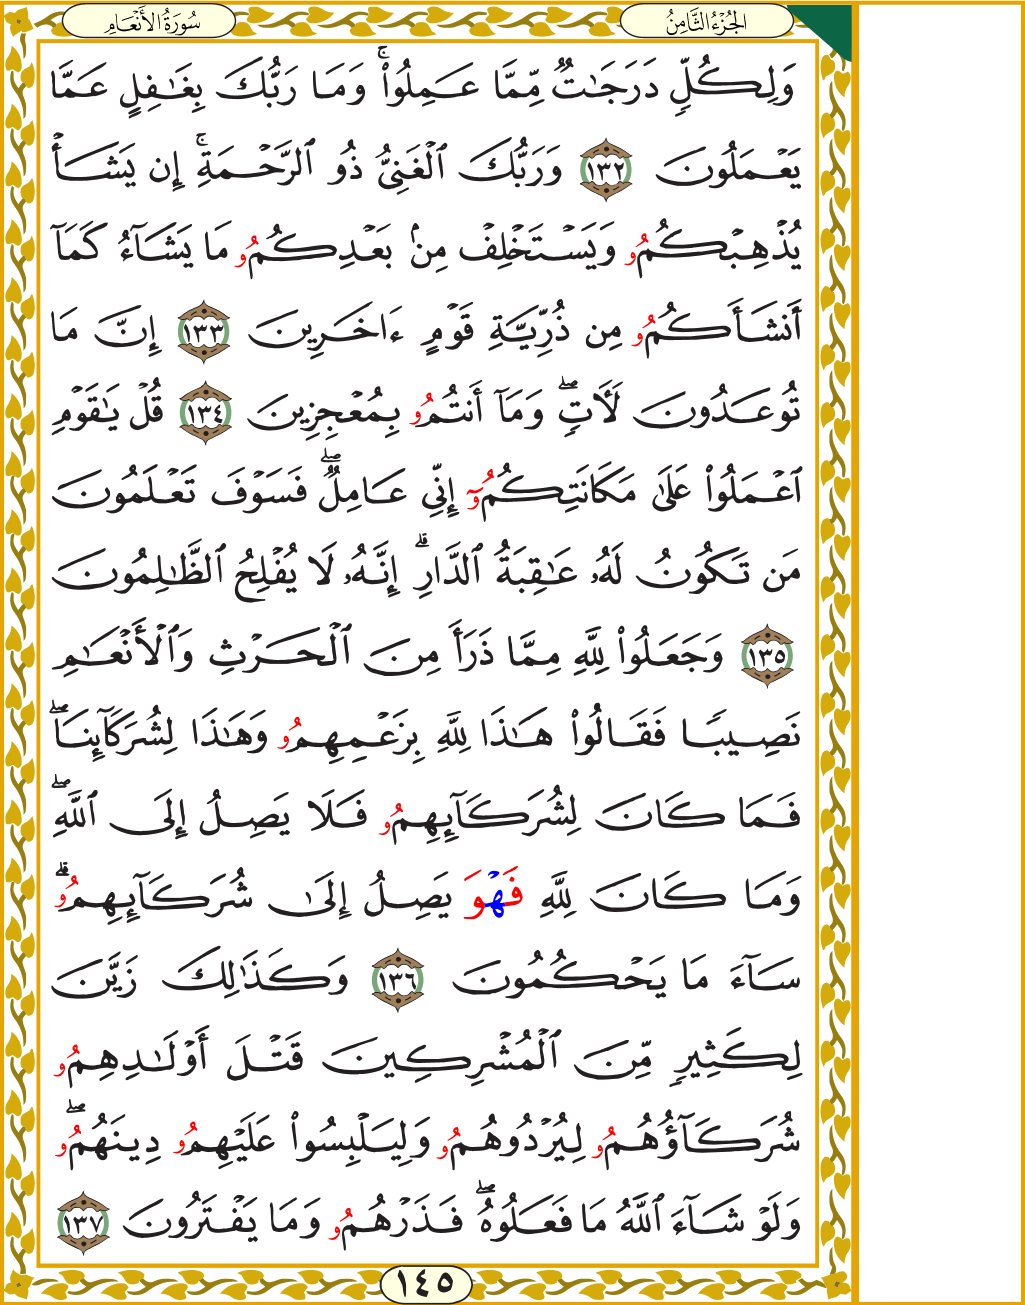 الجُزْءُ الثَّامِنُ
سُورَةُ الأَنْعَامِ
وَلِكُلٍّ دَرَجَٰتٌ مِّمَّا عَمِلُواْ ۚ وَمَا رَبُّكَ بِغَٰفِلٍ عَمَّا
يَعْمَلُونَ ١٣٢ وَرَبُّكَ ٱلْغَنِىُّ ذُو ٱلرَّحْمَةِ ۚ إِن يَشَأْ
يُذْهِبْكُمُۥ وَيَسْتَخْلِفْ مِنۢ بَعْدِكُمُۥ مَا يَشَآءُ كَمَآ
أَنشَأَكُمُۥ مِن ذُرِّيَّةِ قَوْمٍ ءَاخَرِينَ ١٣٣ إِنَّ مَا
تُوعَدُونَ لَأٓتٍ ۖ وَمَآ أَنتُمُۥ بِمُعْجِزِينَ ١٣٤ قُلْ يَٰقَوْمِ
ٱعْمَلُواْ عَلَىٰ مَكَانَتِكُمُۥٓ إِنِّى عَامِلٌ ۖ فَسَوْفَ تَعْلَمُونَ
مَن تَكُونُ لَهُۥ عَٰقِبَةُ ٱلدَّارِ ۗ إِنَّهُۥ لَا يُفْلِحُ ٱلظَّٰلِمُونَ
١٣٥ وَجَعَلُواْ لِلَّهِ مِمَّا ذَرَأَ مِنَ ٱلْحَرْثِ وَٱلْأَنْعَٰمِ
نَصِيبًا فَقَالُواْ هَٰذَا لِلَّهِ بِزَعْمِهِمُۥ وَهَٰذَا لِشُرَكَآئِنَا ۖ
فَمَا كَانَ لِشُرَكَآئِهِمُۥ فَلَا يَصِلُ إِلَى ٱللَّهِ ۖ
وَمَا كَانَ لِلَّهِ فَهْوَ يَصِلُ إِلَىٰ شُرَكَآئِهِمُۥ ۗ
سَآءَ مَا يَحْكُمُونَ ١٣٦ وَكَذَٰلِكَ زَيَّنَ
لِكَثِيرٍ مِّنَ ٱلْمُشْرِكِينَ قَتْلَ أَوْلَٰدِهِمُۥ
شُرَكَآؤُهُمُۥ لِيُرْدُوهُمُۥ وَلِيَلْبِسُواْ عَلَيْهِمُۥ دِينَهُمُۥ ۖ
وَلَوْ شَآءَ ٱللَّهُ مَا فَعَلُوهُ ۖ فَذَرْهُمُۥ وَمَا يَفْتَرُونَ ١٣٧
١٤٥